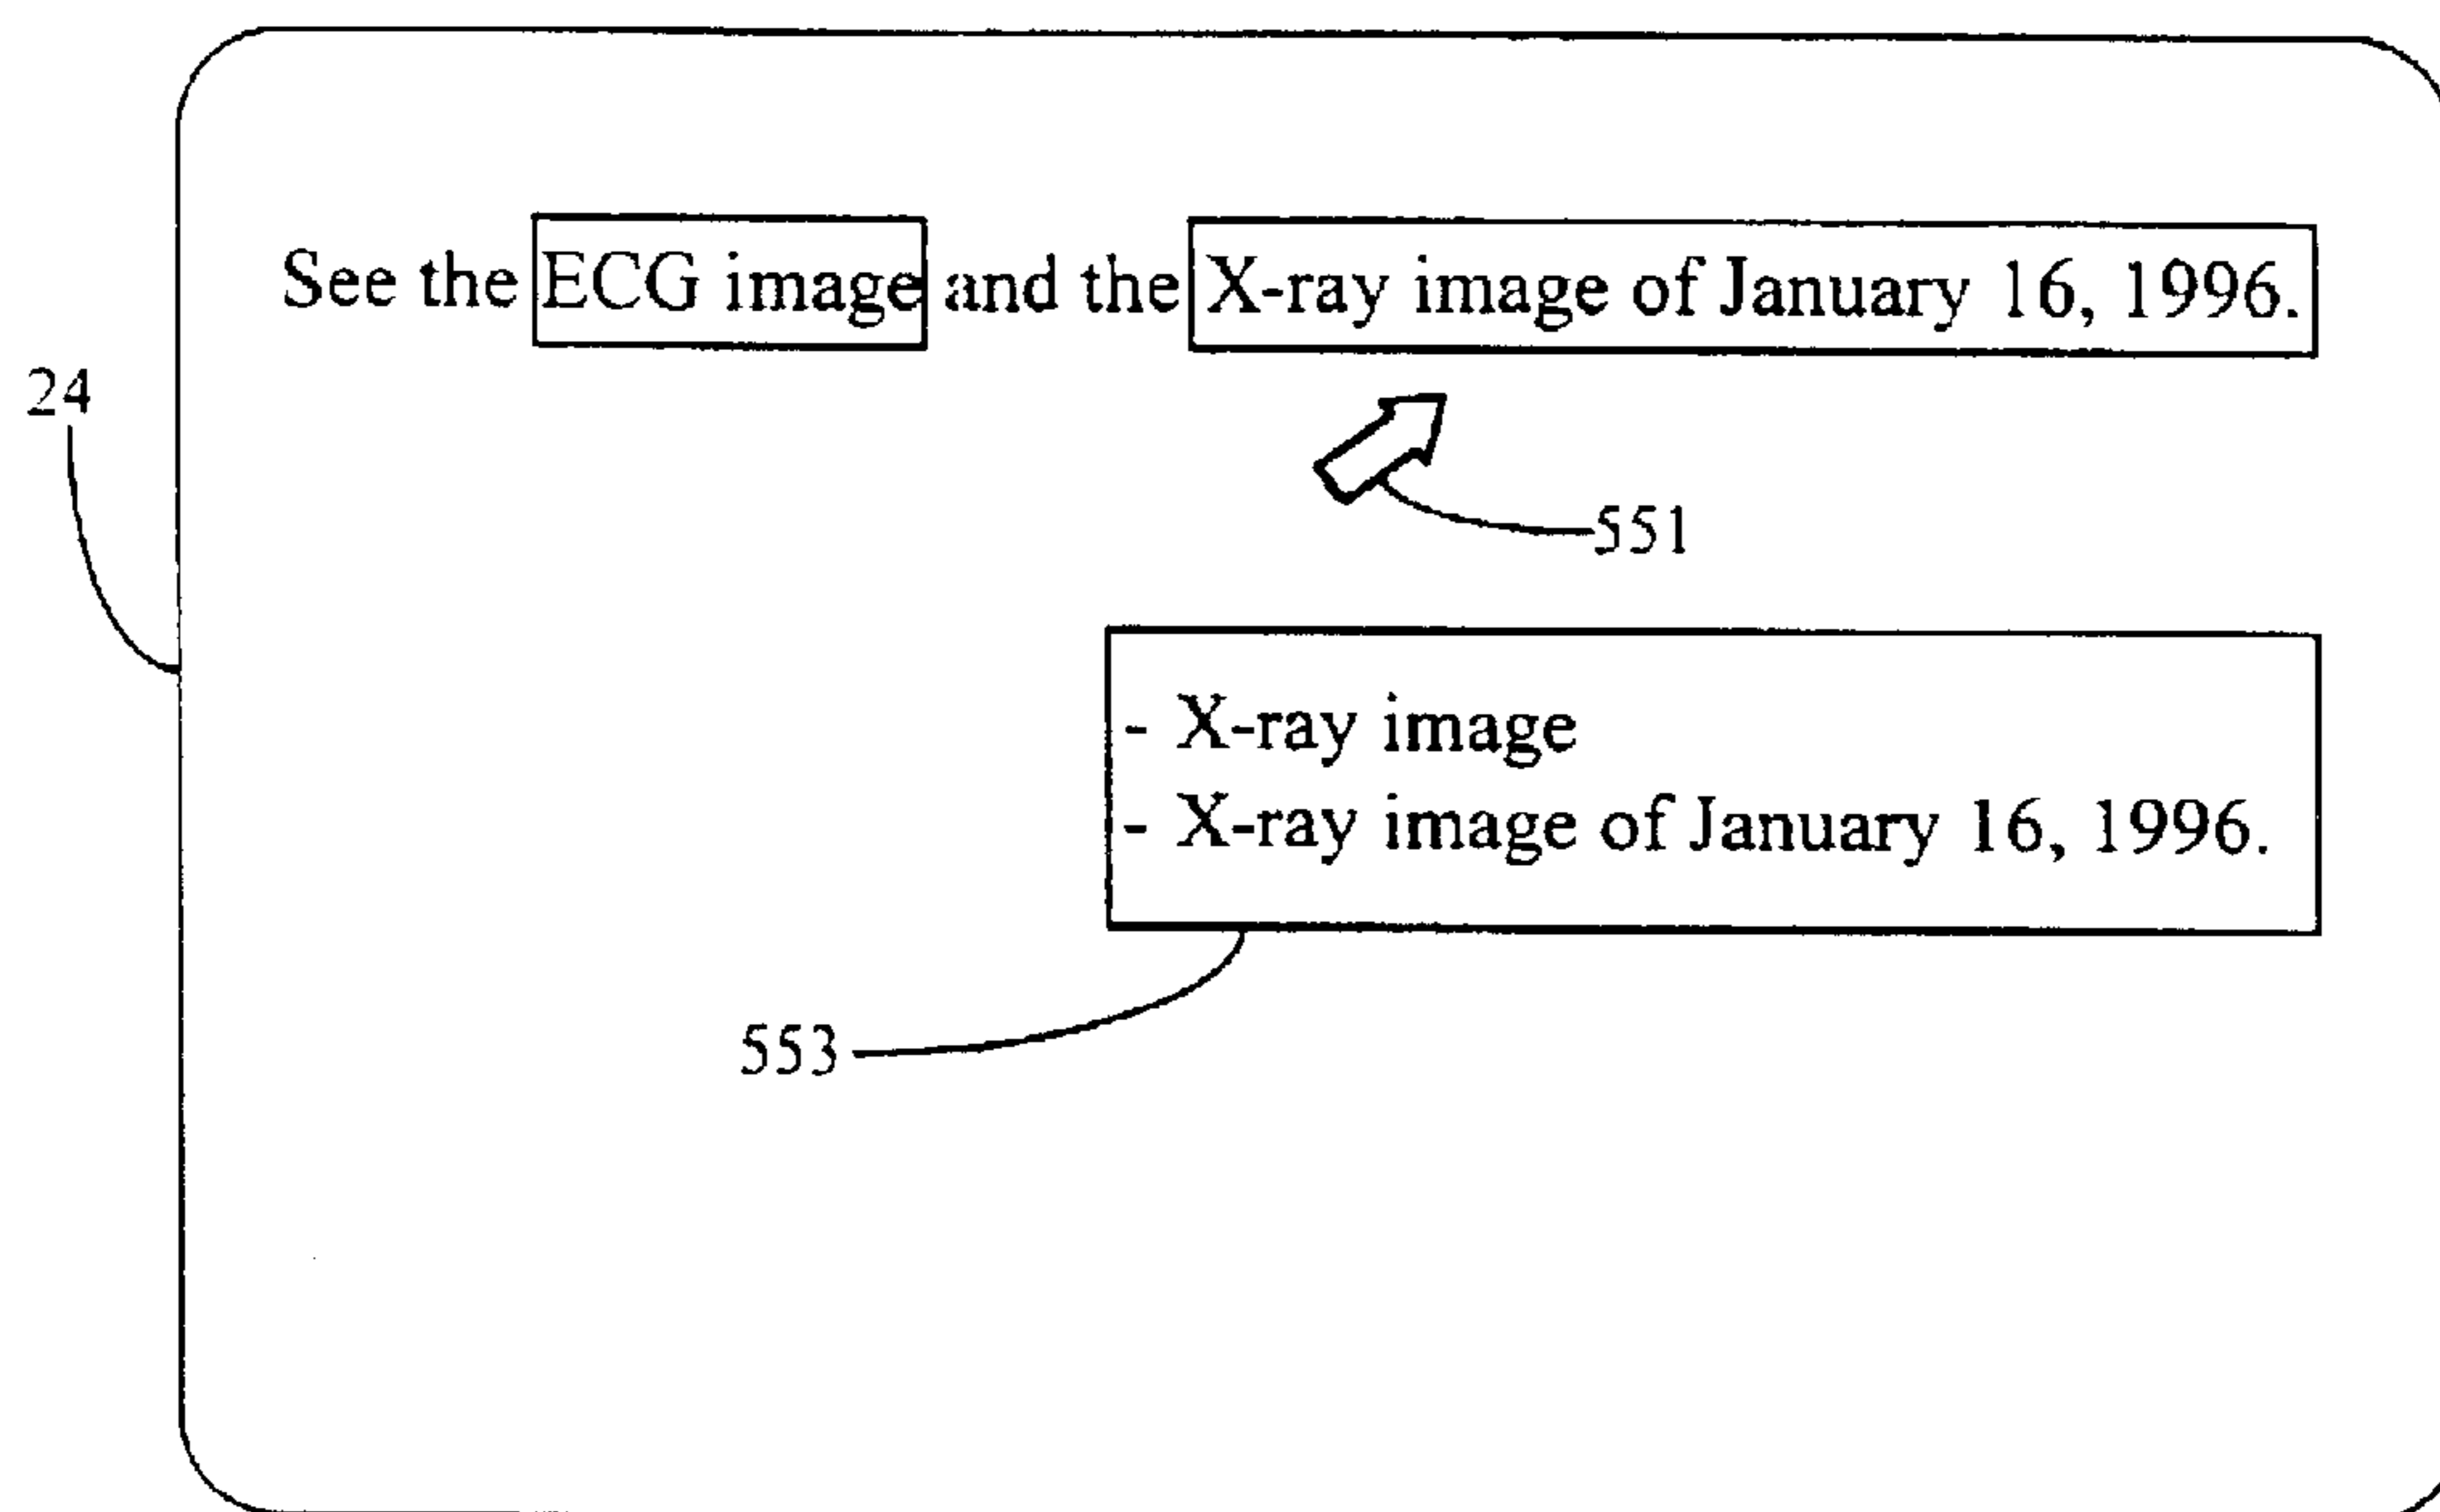 See the ECG image and the X-ray image of January 16, 1996.
24
551
- X-ray image
- X-ray image of January 16, 1996.
553